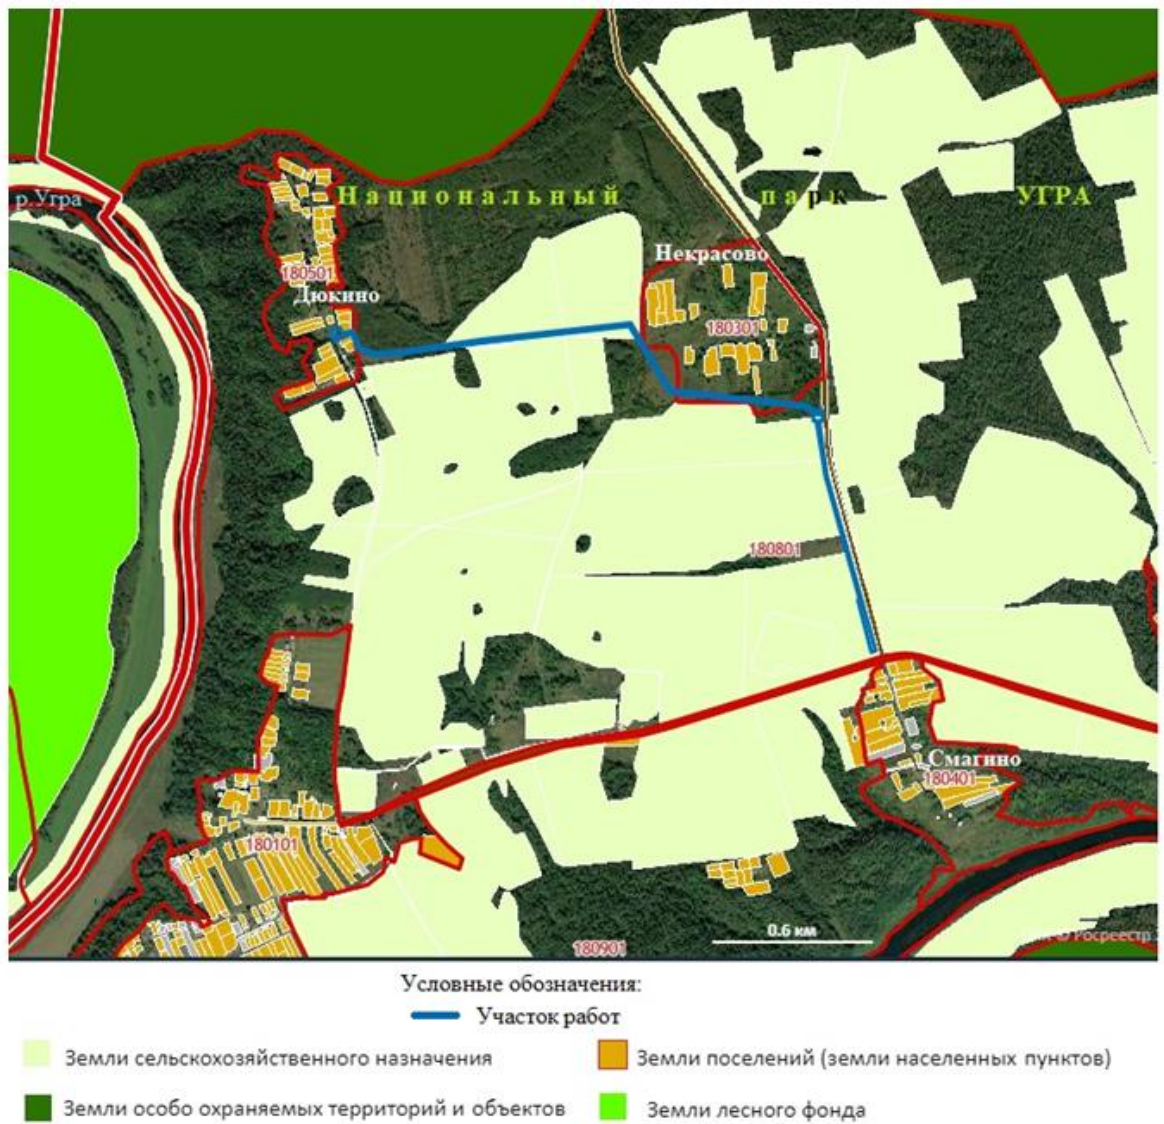 р.Угра
Национальный парк УГРА
Некрасово
180501
Дюкино
180301
180801
Смагино
180401
180101
0.6 км
180901
© Росреестр
Условные обозначения:
Участок работ
Земли сельскохозяйственного назначения
Земли поселений (земли населенных пунктов)
Земли особо охраняемых территорий и объектов
Земли лесного фонда